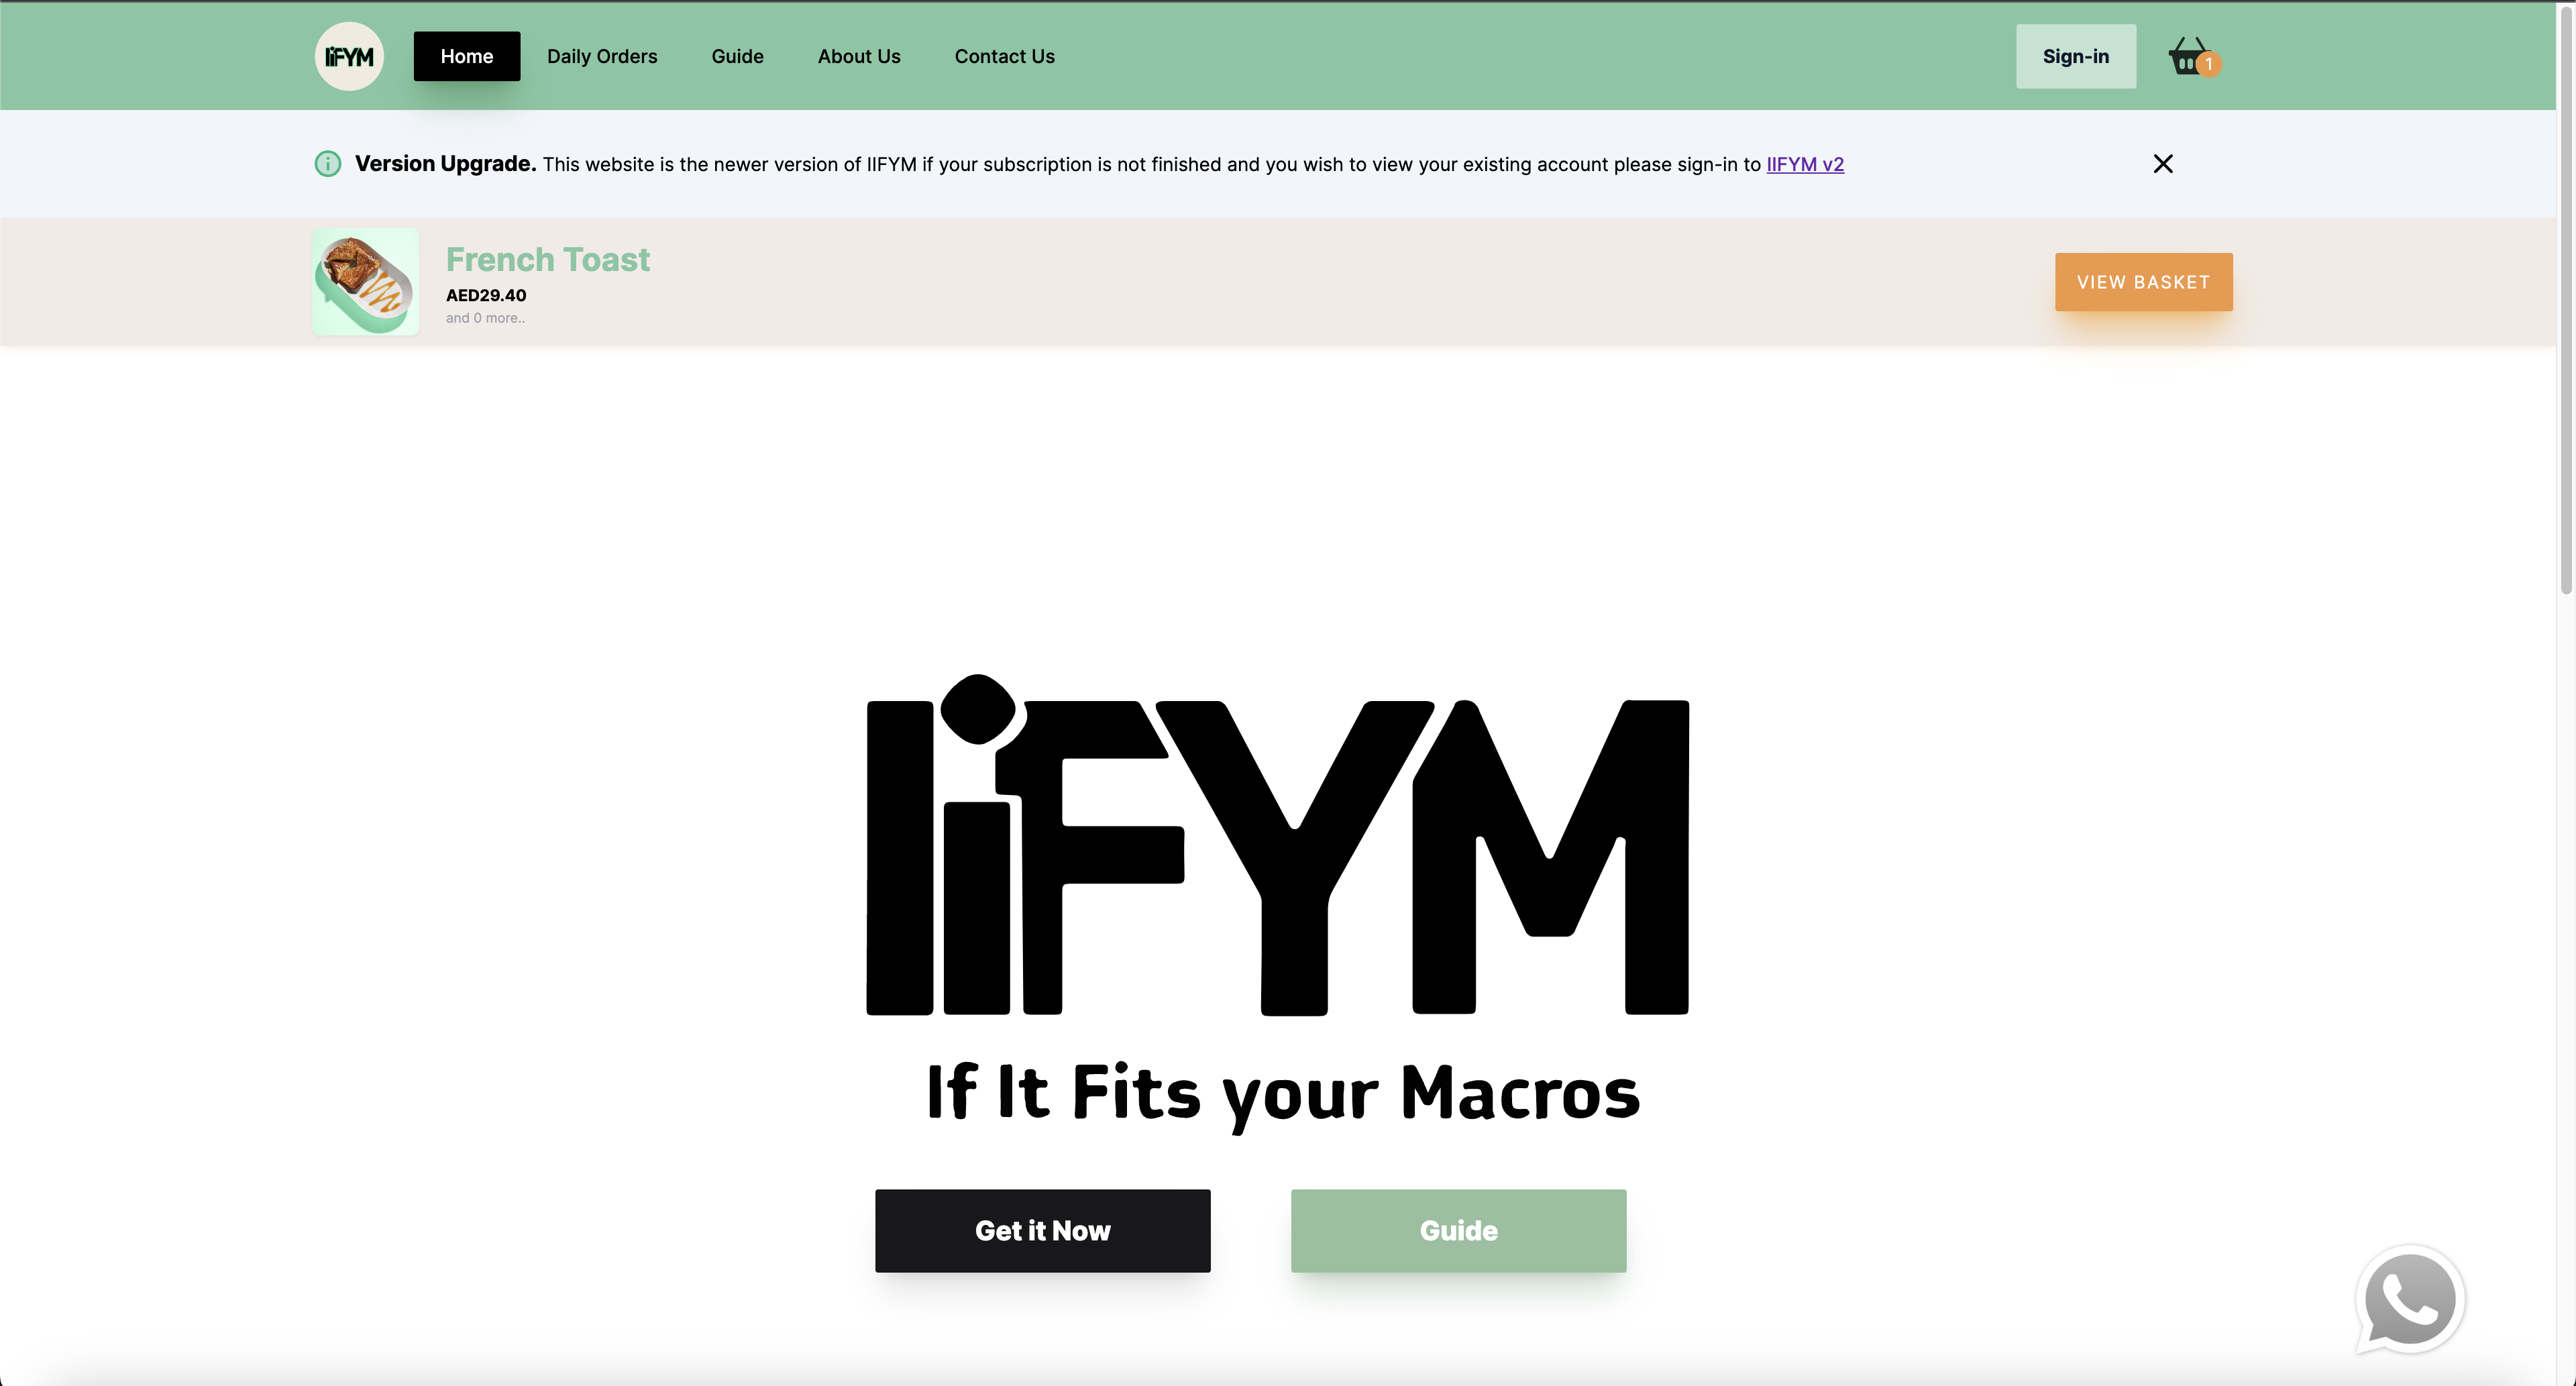 IiFYM
Home
Daily Orders
Guide
About Us
Contact Us
Sign-in
1
Version Upgrade. This website is the newer version of IIFYM if your subscription is not finished and you wish to view your existing account please sign-in to IIFYM v2
French Toast
AED29.40
and 0 more..
VIEW BASKET
IiFYM
If It Fits your Macros
Get it Now
Guide